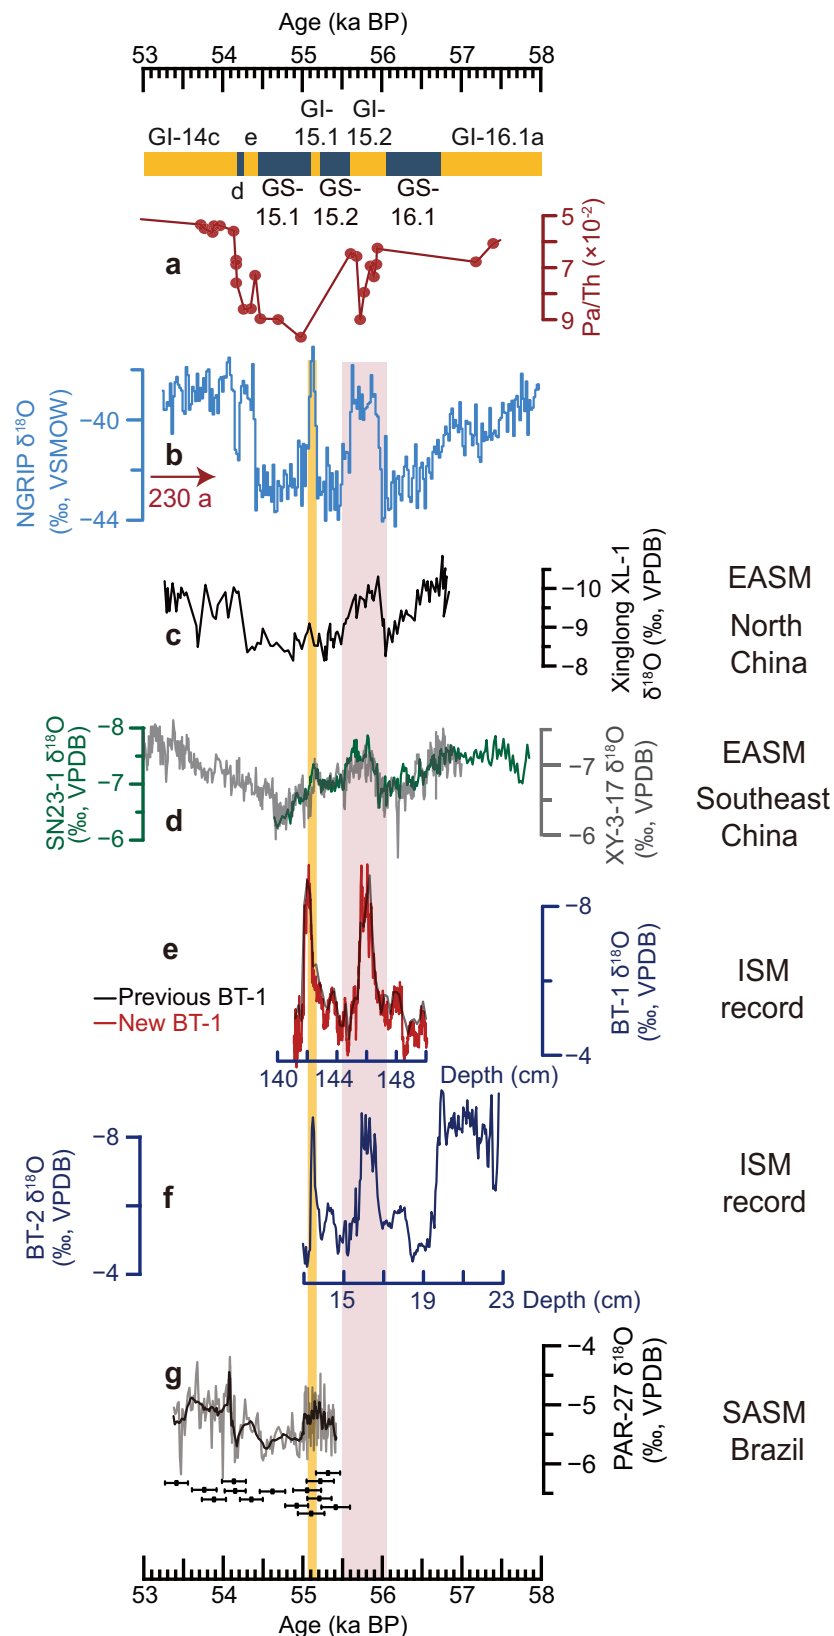 Age (ka BP)
53 54 55 56 57 58
GI- GI-
GI-14c e 15.1 15.2 GI-16.1a
d GS- GS- GS-
15.1 15.2 16.1
a
5
7
9
Pa/Th (×10⁻²)
NGRIP δ¹⁸O
(‰, VSMOW)
−40
−44
b
230 a
c
−10
−9
−8
Xinglong XL-1
δ¹⁸O (‰, VPDB)
EASM
North
China
SN23-1 δ¹⁸O
(‰, VPDB)
−8
−7
−6
d
−7
−6
XY-3-17 δ¹⁸O
(‰, VPDB)
EASM
Southeast
China
e
Previous BT-1
New BT-1
−8
−4
BT-1 δ¹⁸O
(‰, VPDB)
ISM
record
140 144 148 Depth (cm)
BT-2 δ¹⁸O
(‰, VPDB)
−8
−4
f
ISM
record
15 19 23 Depth (cm)
g
−4
−5
−6
PAR-27 δ¹⁸O
(‰, VPDB)
SASM
Brazil
53 54 55 56 57 58
Age (ka BP)